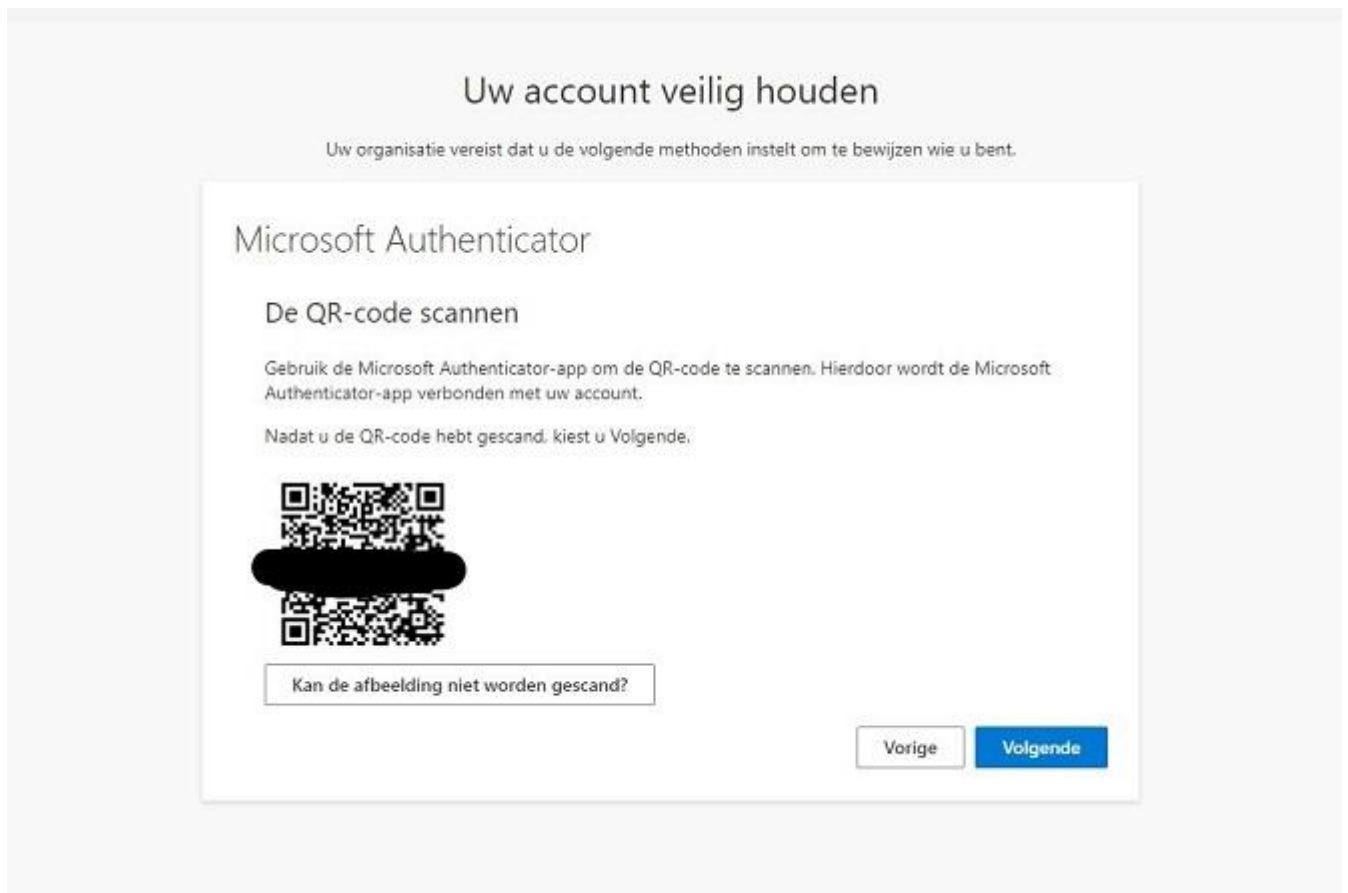 Uw account veilig houden
Uw organisatie vereist dat u de volgende methoden instelt om te bewijzen wie u bent.
Microsoft Authenticator
De QR-code scannen
Gebruik de Microsoft Authenticator-app om de QR-code te scannen. Hierdoor wordt de Microsoft
Authenticator-app verbonden met uw account.
Nadat u de QR-code hebt gescand, kiest u Volgende.
Kan de afbeelding niet worden gescand?
Vorige
Volgende